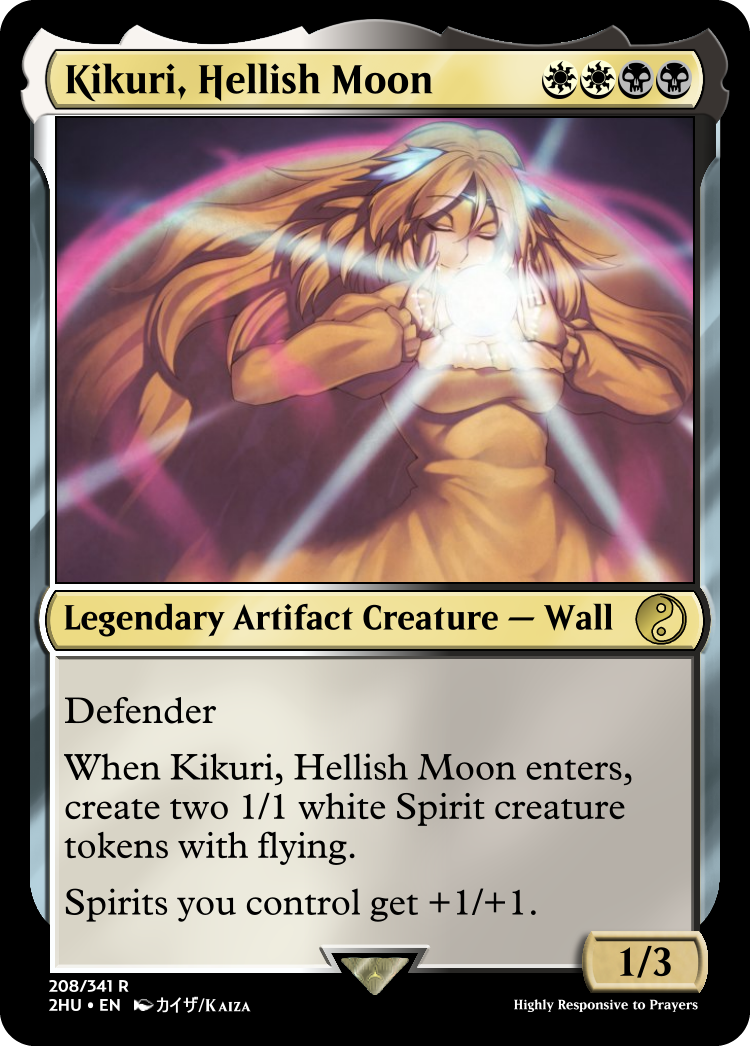 Kikuri, Hellish Moon
Legendary Artifact Creature — Wall
Defender
When Kikuri, Hellish Moon enters,
create two 1/1 white Spirit creature
tokens with flying.
Spirits you control get +1/+1.
1/3
208/341 R
2HU • EN カイザ/Kaiza
Highly Responsive to Prayers